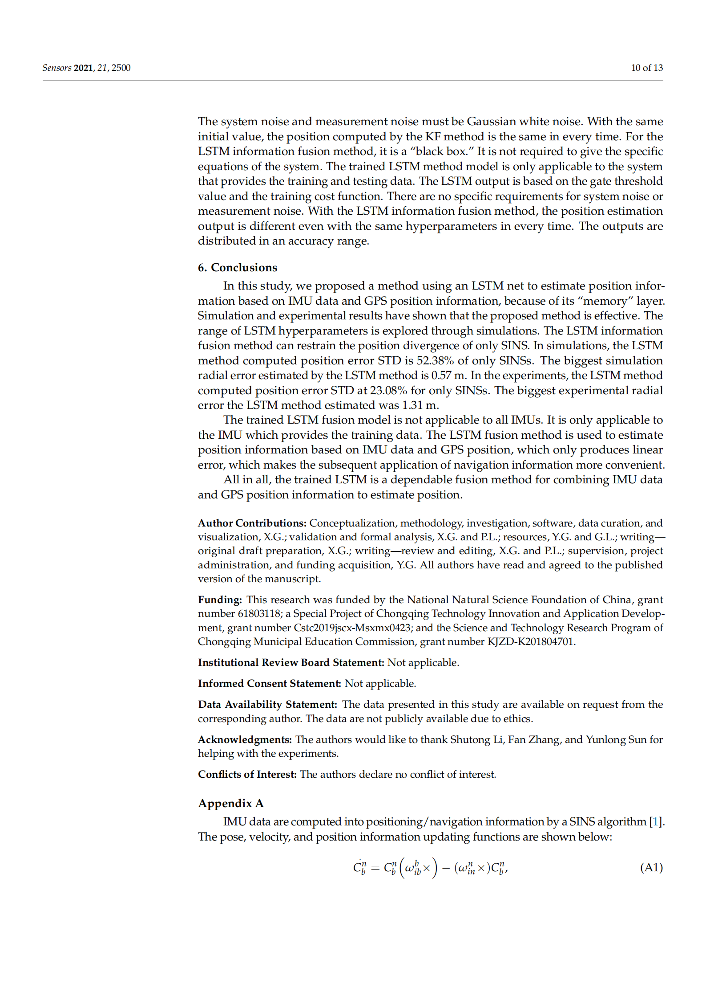 Sensors 2021, 21, 2500
10 of 13
The system noise and measurement noise must be Gaussian white noise. With the same
initial value, the position computed by the KF method is the same in every time. For the
LSTM information fusion method, it is a “black box.” It is not required to give the specific
equations of the system. The trained LSTM method model is only applicable to the system
that provides the training and testing data. The LSTM output is based on the gate threshold
value and the training cost function. There are no specific requirements for system noise or
measurement noise. With the LSTM information fusion method, the position estimation
output is different even with the same hyperparameters in every time. The outputs are
distributed in an accuracy range.
6. Conclusions
In this study, we proposed a method using an LSTM net to estimate position infor-
mation based on IMU data and GPS position information, because of its “memory” layer.
Simulation and experimental results have shown that the proposed method is effective. The
range of LSTM hyperparameters is explored through simulations. The LSTM information
fusion method can restrain the position divergence of only SINS. In simulations, the LSTM
method computed position error STD is 52.38% of only SINSs. The biggest simulation
radial error estimated by the LSTM method is 0.57 m. In the experiments, the LSTM method
computed position error STD at 23.08% for only SINSs. The biggest experimental radial
error the LSTM method estimated was 1.31 m.
The trained LSTM fusion model is not applicable to all IMUs. It is only applicable to
the IMU which provides the training data. The LSTM fusion method is used to estimate
position information based on IMU data and GPS position, which only produces linear
error, which makes the subsequent application of navigation information more convenient.
All in all, the trained LSTM is a dependable fusion method for combining IMU data
and GPS position information to estimate position.
Author Contributions: Conceptualization, methodology, investigation, software, data curation, and
visualization, X.G.; validation and formal analysis, X.G. and P.L.; resources, Y.G. and G.L.; writing—
original draft preparation, X.G.; writing—review and editing, X.G. and P.L.; supervision, project
administration, and funding acquisition, Y.G. All authors have read and agreed to the published
version of the manuscript.
Funding: This research was funded by the National Natural Science Foundation of China, grant
number 61803118; a Special Project of Chongqing Technology Innovation and Application Develop-
ment, grant number Cstc2019jscx-Msxmx0423; and the Science and Technology Research Program of
Chongqing Municipal Education Commission, grant number KJZD-K201804701.
Institutional Review Board Statement: Not applicable.
Informed Consent Statement: Not applicable.
Data Availability Statement: The data presented in this study are available on request from the
corresponding author. The data are not publicly available due to ethics.
Acknowledgments: The authors would like to thank Shutong Li, Fan Zhang, and Yunlong Sun for
helping with the experiments.
Conflicts of Interest: The authors declare no conflict of interest.
Appendix A
IMU data are computed into positioning/navigation information by a SINS algorithm [1].
The pose, velocity, and position information updating functions are shown below:
Ċ_b^n = C_b^n (ω_ib^b ×) − (ω_in^n ×)C_b^n, (A1)